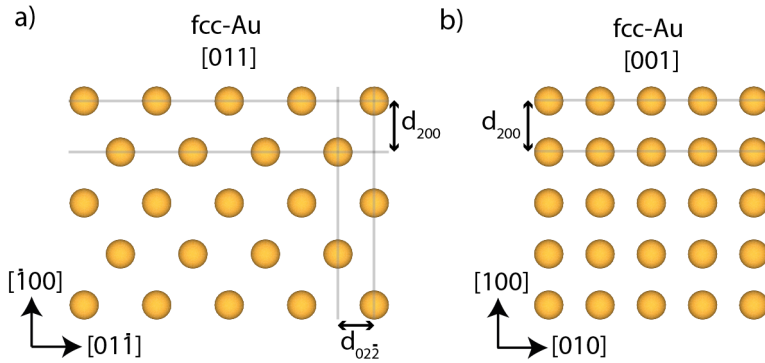 a)
fcc-Au
[011]
d₂₀₀
[1̄00]
[011̄]
d₀₂₂̄
b)
fcc-Au
[001]
d₂₀₀
[100]
[010]